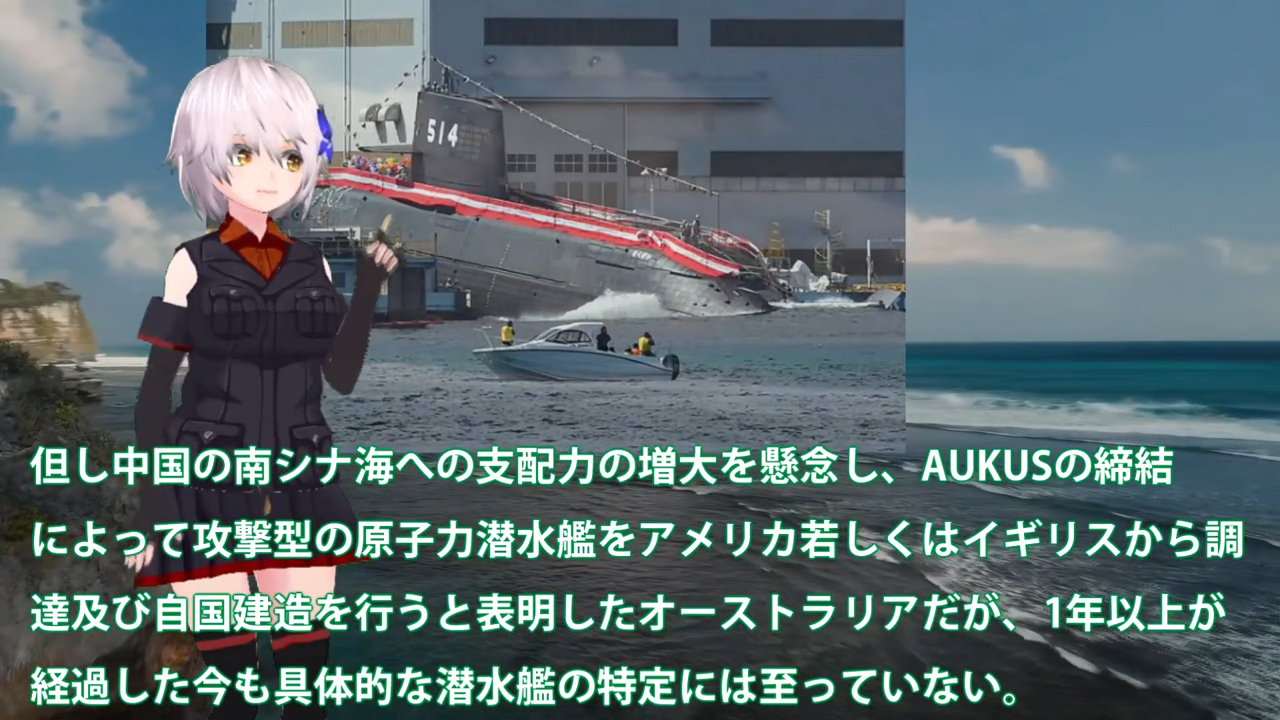 514
但し中国の南シナ海への支配力の増大を懸念し、AUKUSの締結
によって攻撃型の原子力潜水艦をアメリカ若しくはイギリスから調
達及び自国建造を行うと表明したオーストラリアだが、1年以上が
経過した今も具体的な潜水艦の特定には至っていない。